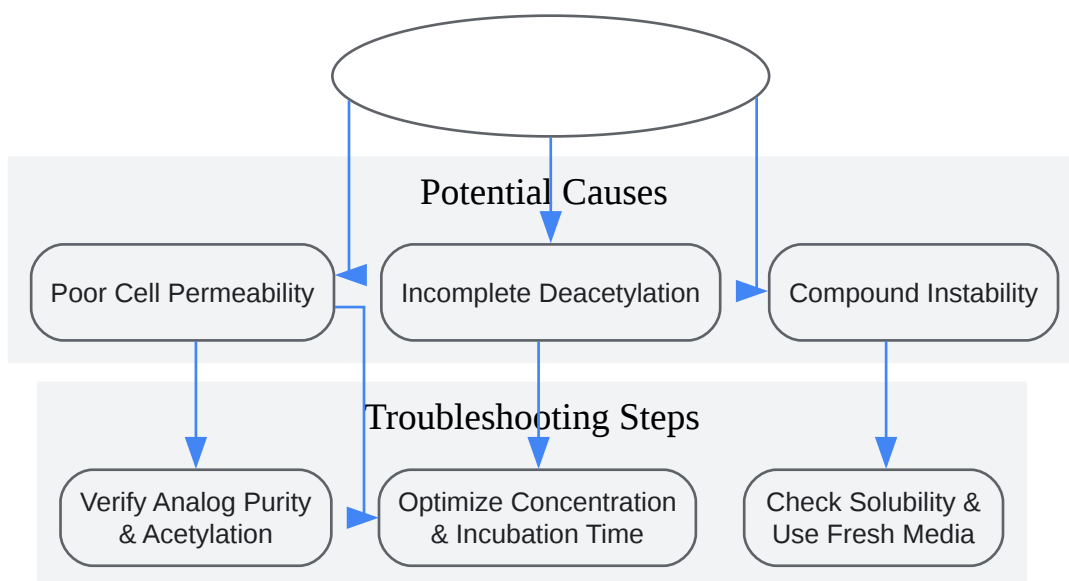 Potential Causes
Poor Cell Permeability
Incomplete Deacetylation
Compound Instability
Troubleshooting Steps
Verify Analog Purity
& Acetylation
Optimize Concentration
& Incubation Time
Check Solubility &
Use Fresh Media